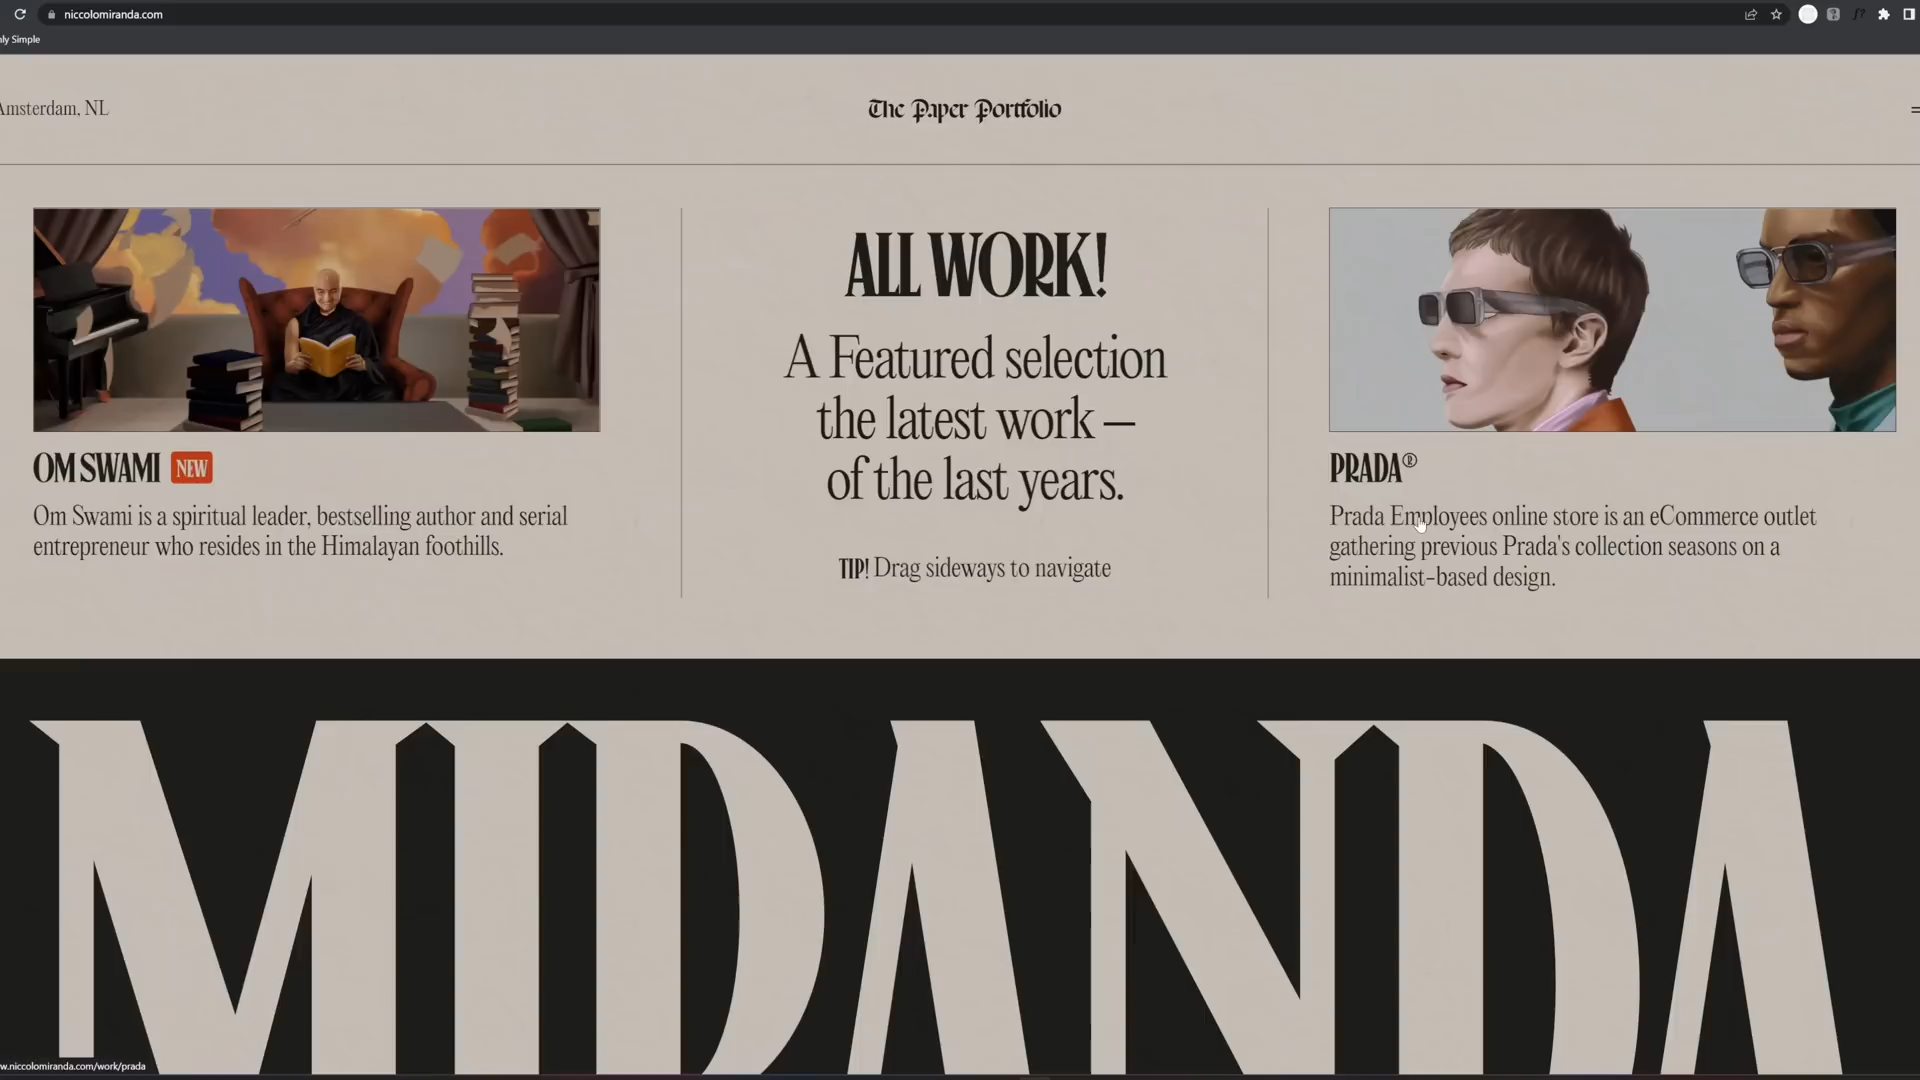 niccolomiranda.com
nly Simple
Amsterdam, NL
The Paper Portfolio
OM SWAMI NEW
Om Swami is a spiritual leader, bestselling author and serial
entrepreneur who resides in the Himalayan foothills.
ALL WORK!
A Featured selection
the latest work —
of the last years.
TIP! Drag sideways to navigate
PRADA®
Prada Employees online store is an eCommerce outlet
gathering previous Prada's collection seasons on a
minimalist-based design.
MIRANDA
w.niccolomiranda.com/work/prada